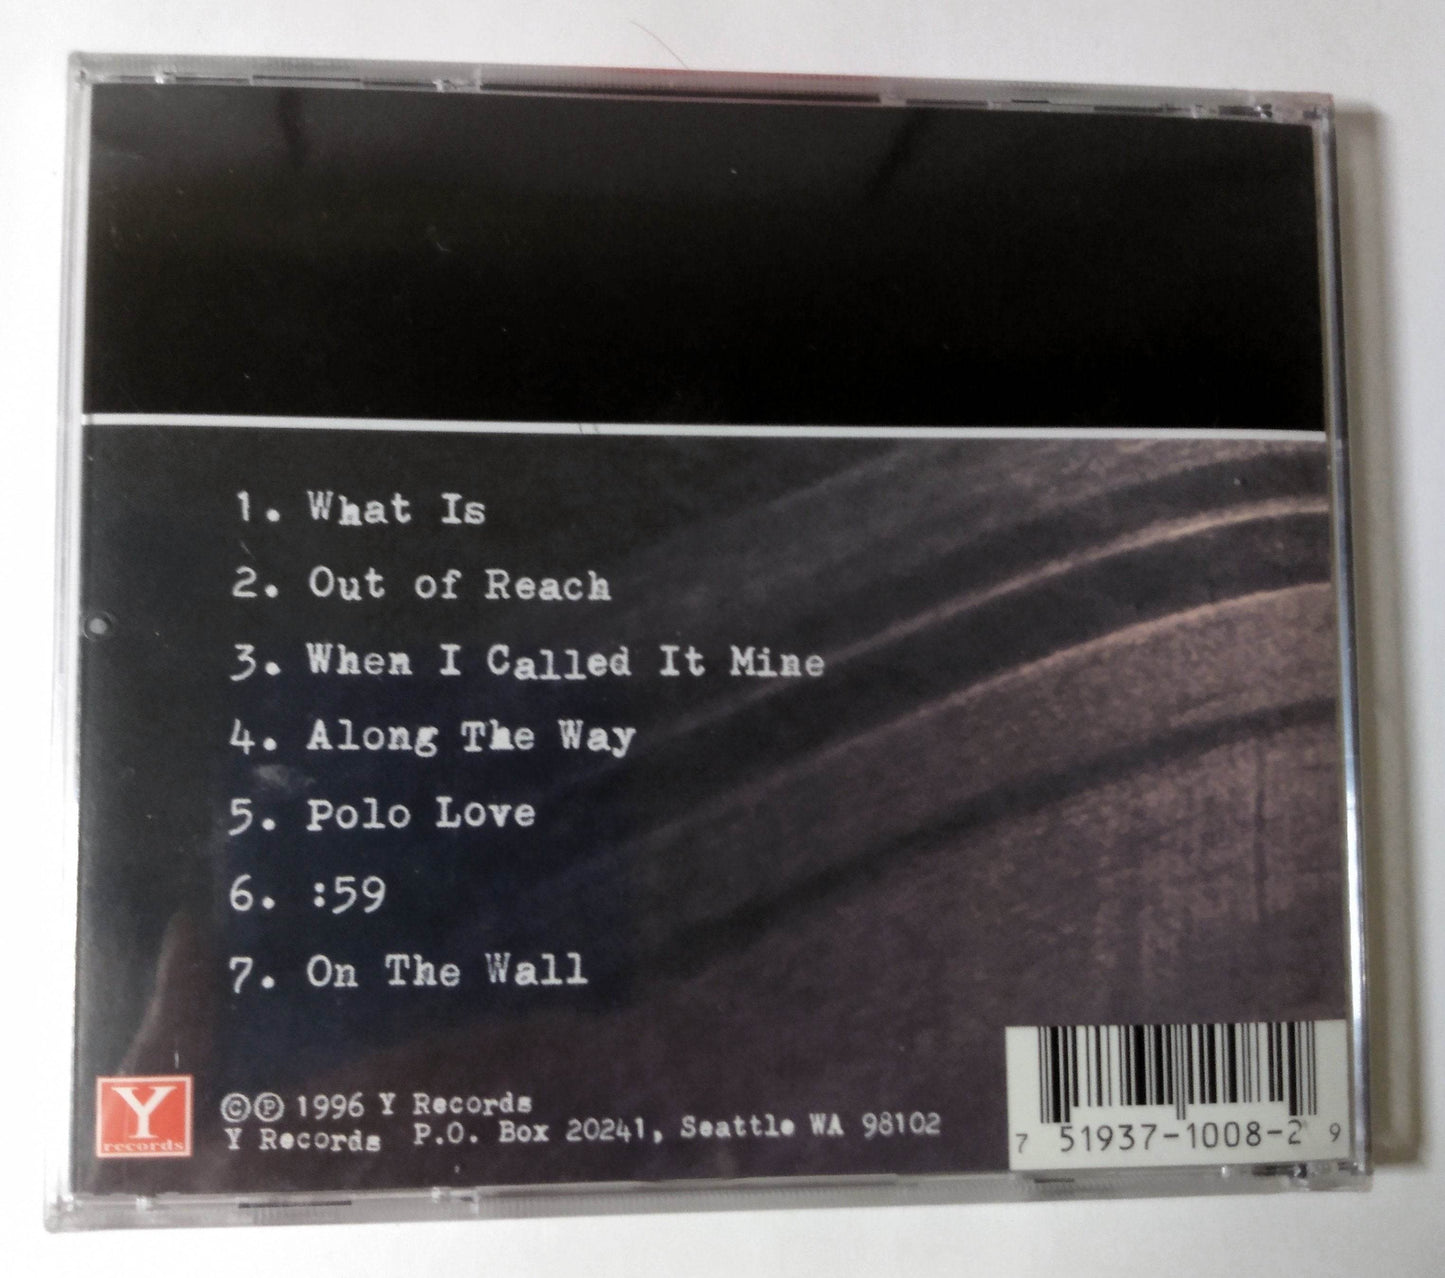 1. What Is
2. Out of Reach
3. When I Called It Mine
4. Along The Way
5. Polo Love
6. :59
7. On The Wall
Y
records
©℗ 1996 Y Records
Y Records P.O. Box 20241, Seattle WA 98102
7 51937-1008-2 9